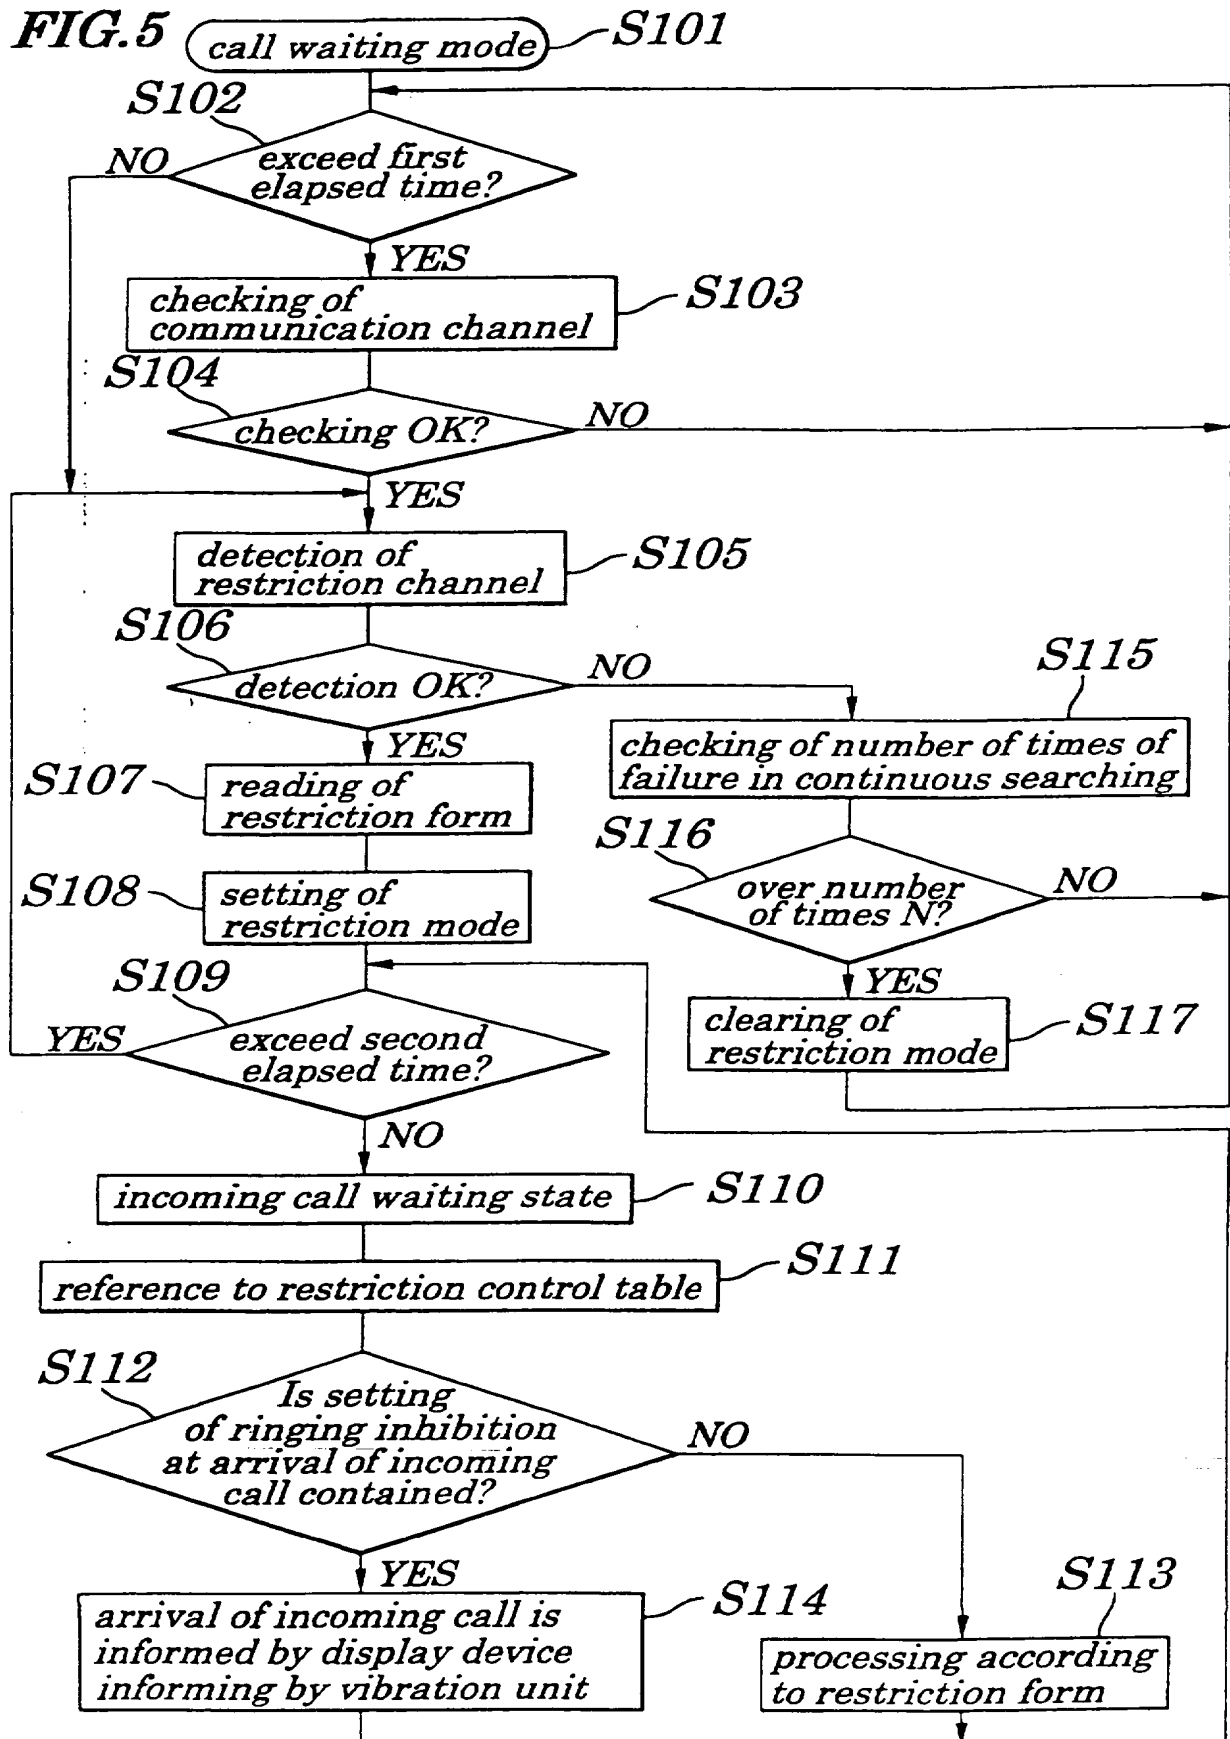 FIG.5
call waiting mode
S101
S102
NO
exceed first
elapsed time?
YES
checking of
communication channel
S103
S104
checking OK?
NO
YES
detection of
restriction channel
S105
S106
detection OK?
NO
YES
S115
checking of number of times of
failure in continuous searching
S107
reading of
restriction form
S116
over number
of times N?
NO
S108
setting of
restriction mode
YES
S109
clearing of
restriction mode
S117
YES
exceed second
elapsed time?
NO
incoming call waiting state
S110
reference to restriction control table
S111
S112
Is setting
of ringing inhibition
at arrival of incoming
call contained?
NO
YES
arrival of incoming call is
informed by display device
informing by vibration unit
S114
S113
processing according
to restriction form